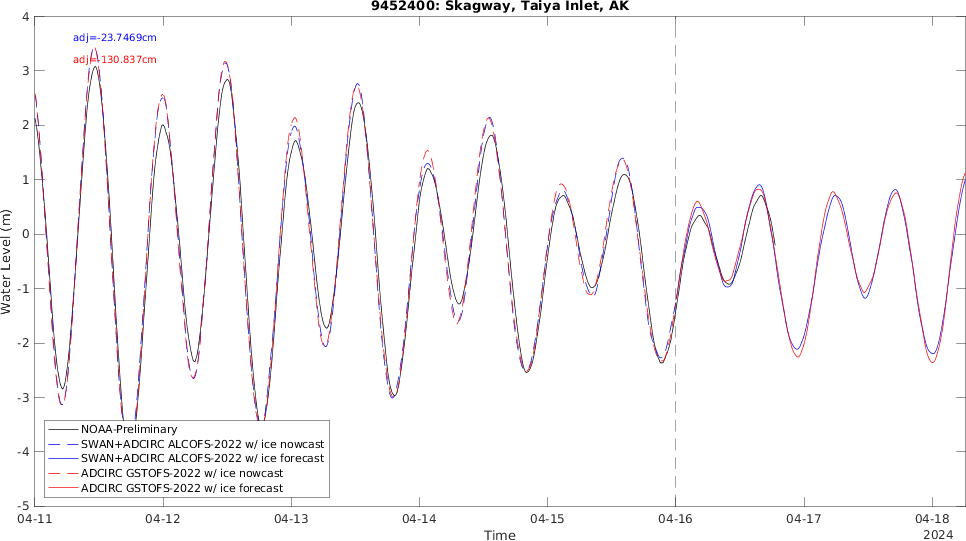 9452400: Skagway, Taiya Inlet, AK
adj=-23.7469cm
adj=-130.837cm
Water Level (m)
4
3
2
1
0
-1
-2
-3
-4
-5
NOAA-Preliminary
SWAN+ADCIRC ALCOFS-2022 w/ ice nowcast
SWAN+ADCIRC ALCOFS-2022 w/ ice forecast
ADCIRC GSTOFS-2022 w/ ice nowcast
ADCIRC GSTOFS-2022 w/ ice forecast
04-11 04-12 04-13 04-14 04-15 04-16 04-17 04-18
2024
Time